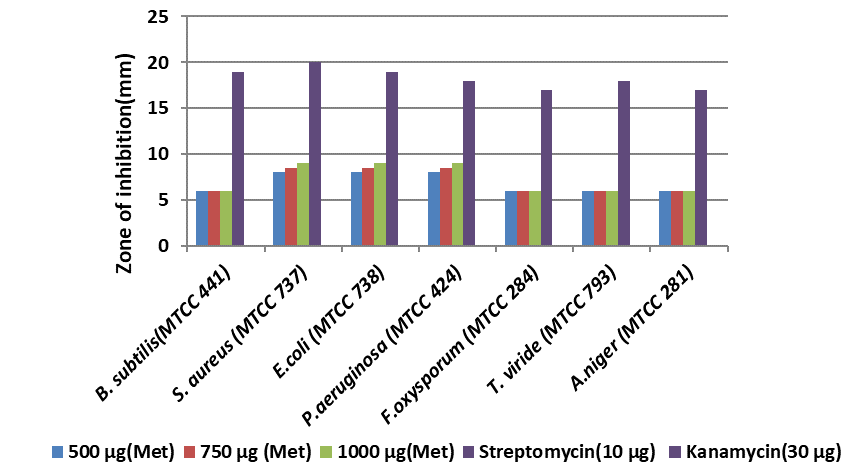 25
20
15
10
5
0
Zone of inhibition(mm)
B. subtilis(MTCC 441)
S. aureus (MTCC 737)
E.coli (MTCC 738)
P.aeruginosa (MTCC 424)
F.oxysporum (MTCC 284)
T. viride (MTCC 793)
A.niger (MTCC 281)
500 µg(Met) 750 µg (Met) 1000 µg(Met) Streptomycin(10 µg) Kanamycin(30 µg)